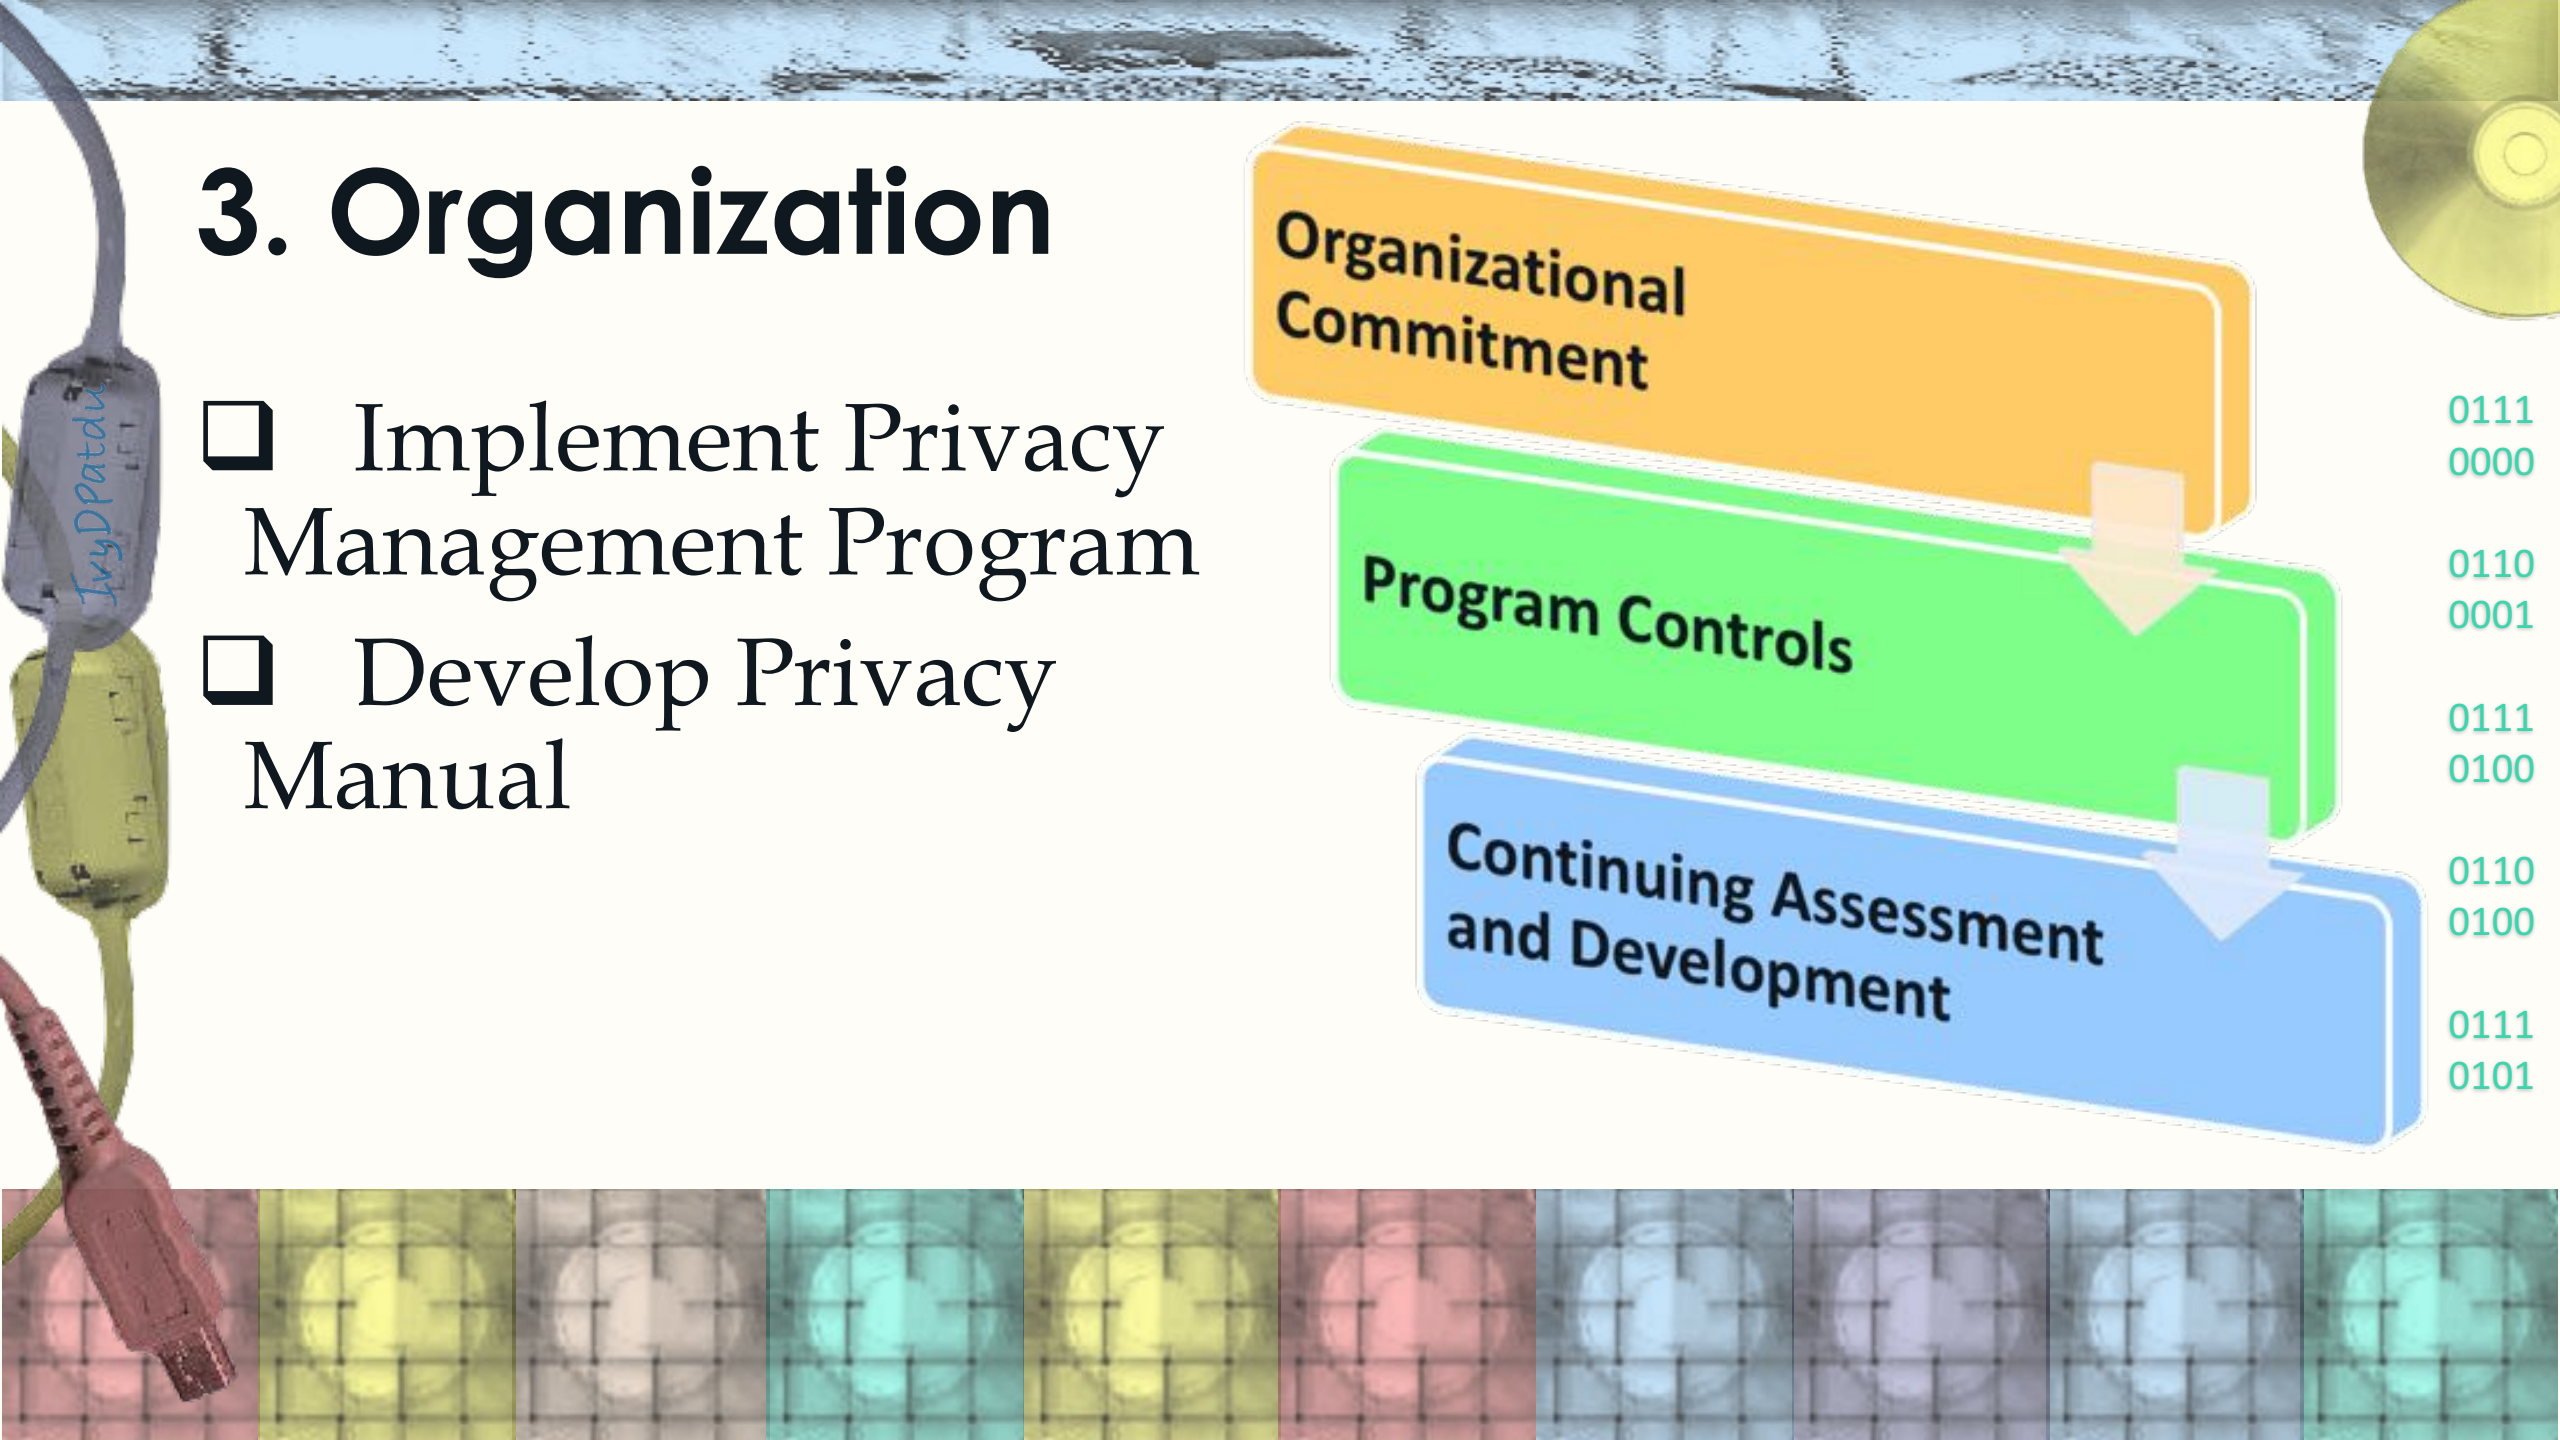 3. Organization
❑ Implement Privacy
Management Program
❑ Develop Privacy
Manual
Organizational
Commitment
Program Controls
Continuing Assessment
and Development
IvyDPatdu
0111
0000
0110
0001
0111
0100
0110
0100
0111
0101